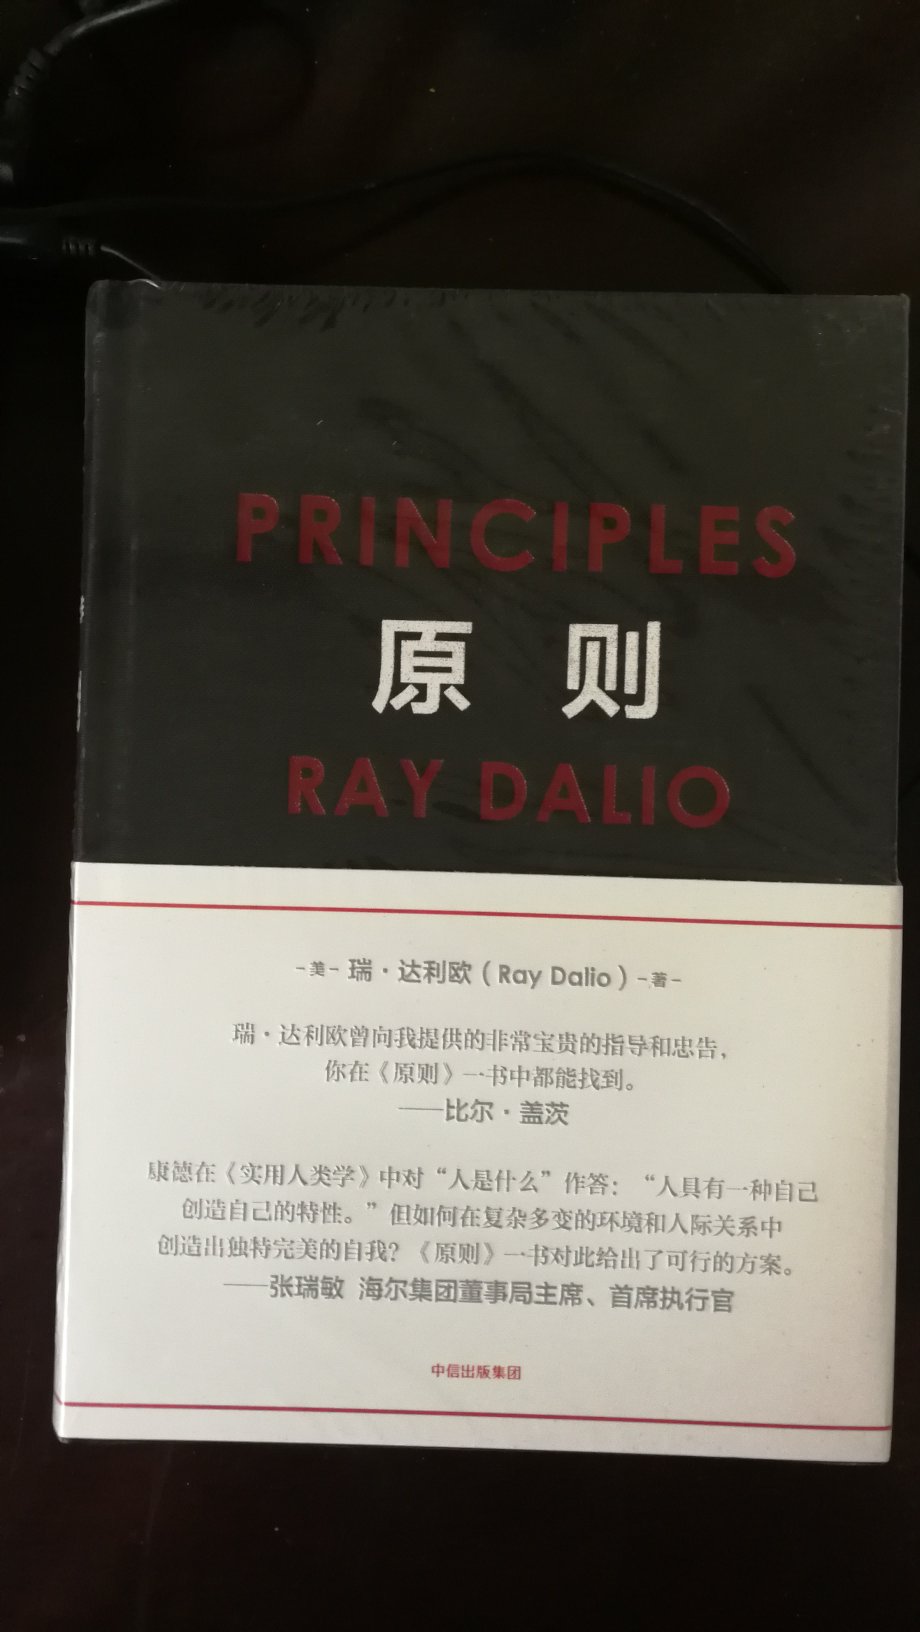 PRINCIPLES
原则
RAY DALIO
-美- 瑞·达利欧（Ray Dalio）-著-
瑞·达利欧曾向我提供的非常宝贵的指导和忠告，
你在《原则》一书中都能找到。
——比尔·盖茨
康德在《实用人类学》中对“人是什么”作答：“人具有一种自己
创造自己的特性。”但如何在复杂多变的环境和人际关系中
创造出独特完美的自我？《原则》一书对此给出了可行的方案。
——张瑞敏 海尔集团董事局主席、首席执行官
中信出版集团